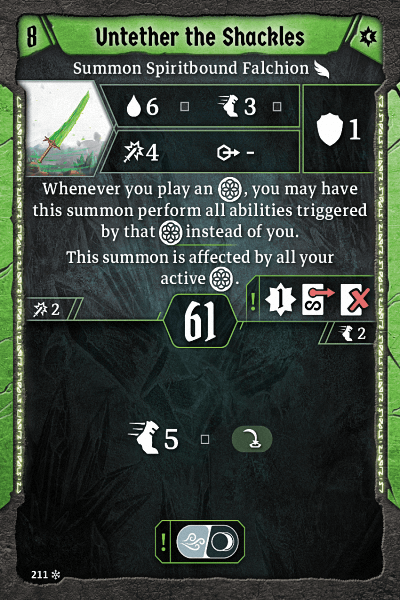 8 Untether the Shackles
Summon Spiritbound Falchion
6 3
1
4 -
Whenever you play an , you may have
this summon perform all abilities triggered
by that instead of you.
This summon is affected by all your
active .
! S
2 61 2
5
!
211